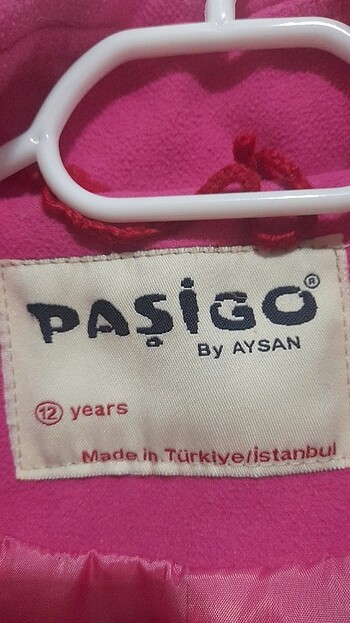 PAŞİGO®
By AYSAN
12 years
Made in Türkiye/İstanbul